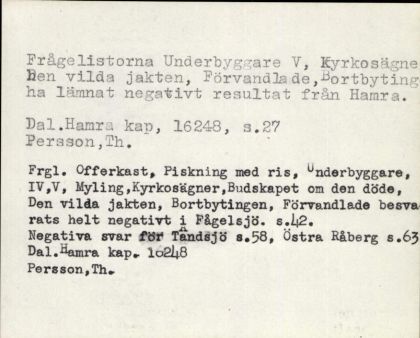 Frågelistorna Underbyggare V, Kyrkosägne
Den vilda jakten, Förvandlade, Bortbyting
ha lämnat negativt resultat från Hamra.
Dal.Hamra kap, 16248, s.27
Persson,Th.
Frgl. Offerkast, Piskning med ris, Underbyggare,
IV,V, Myling,Kyrkosägner,Budskapet om den döde,
Den vilda jakten, Bortbytingen, Förvandlade besva
rats helt negativt i Fågelsjö. s.42.
Negativa svar för Tandsjö s.58, Östra Råberg s.63
Dal.Hamra kap. 16248
Persson,Th.